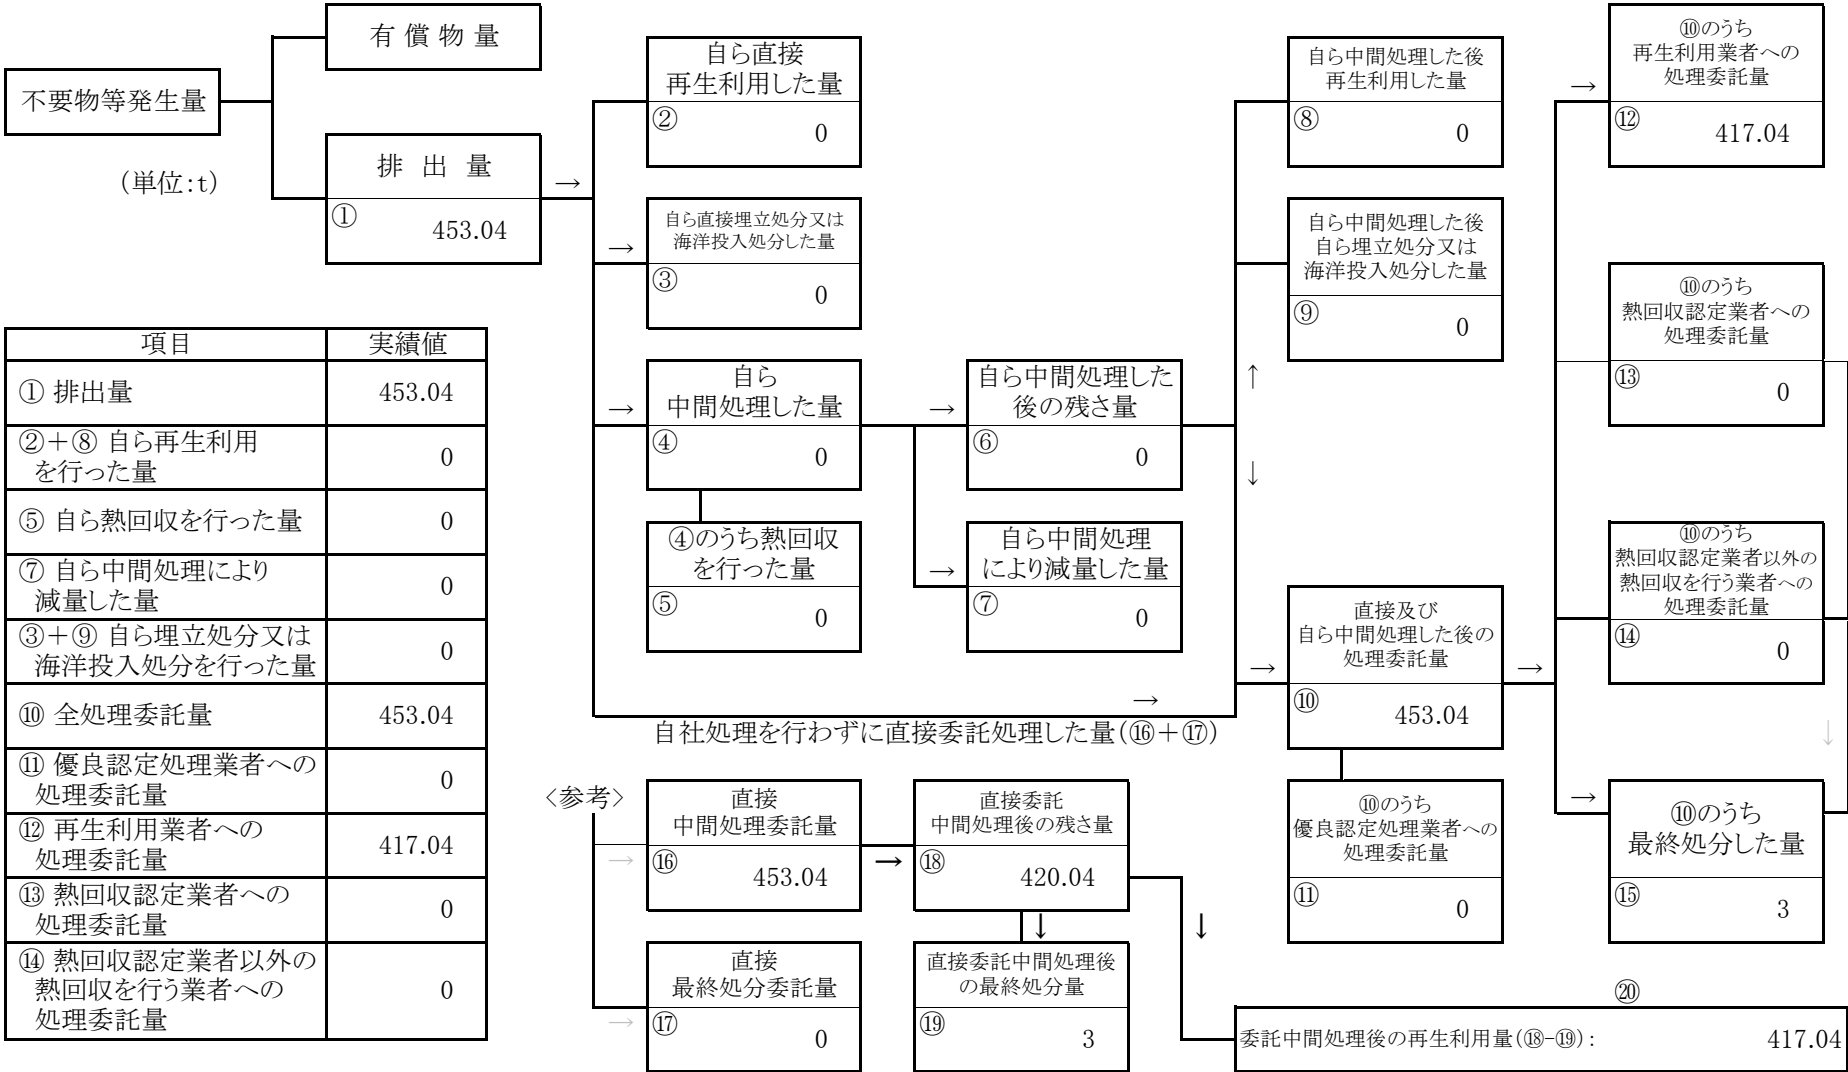 有 償 物 量
不要物等発生量
(単位:t)
排 出 量
①
453.04
→
自ら直接
再生利用した量
②
0
→
自ら直接埋立処分又は
海洋投入処分した量
③
0
→
自ら
中間処理した量
④
0
④のうち熱回収
を行った量
⑤
0
→
自ら中間処理した
後の残さ量
⑥
0
→
自ら中間処理
により減量した量
⑦
0
自ら中間処理した後
再生利用した量
⑧
0
自ら中間処理した後
自ら埋立処分又は
海洋投入処分した量
⑨
0
↑
↓
→
自社処理を行わずに直接委託処理した量(⑯+⑰)
→
直接及び
自ら中間処理した後の
処理委託量
⑩
453.04
⑩のうち
優良認定処理業者への
処理委託量
⑪
0
→
→
⑩のうち
再生利用業者への
処理委託量
⑫
417.04
⑩のうち
熱回収認定業者への
処理委託量
⑬
0
⑩のうち
熱回収認定業者以外の
熱回収を行う業者への
処理委託量
⑭
0
↓
→
⑩のうち
最終処分した量
⑮
3
項目 実績値
① 排出量 453.04
②+⑧ 自ら再生利用
を行った量 0
⑤ 自ら熱回収を行った量 0
⑦ 自ら中間処理により
減量した量 0
③+⑨ 自ら埋立処分又は
海洋投入処分を行った量 0
⑩ 全処理委託量 453.04
⑪ 優良認定処理業者への
処理委託量 0
⑫ 再生利用業者への
処理委託量 417.04
⑬ 熱回収認定業者への
処理委託量 0
⑭ 熱回収認定業者以外の
熱回収を行う業者への
処理委託量 0
〈参考〉
→
直接
中間処理委託量
⑯
453.04
→
直接
最終処分委託量
⑰
0
→
直接委託
中間処理後の残さ量
⑱
420.04
↓
直接委託中間処理後
の最終処分量
⑲
3
↓
⑳
委託中間処理後の再生利用量(⑱-⑲): 417.04